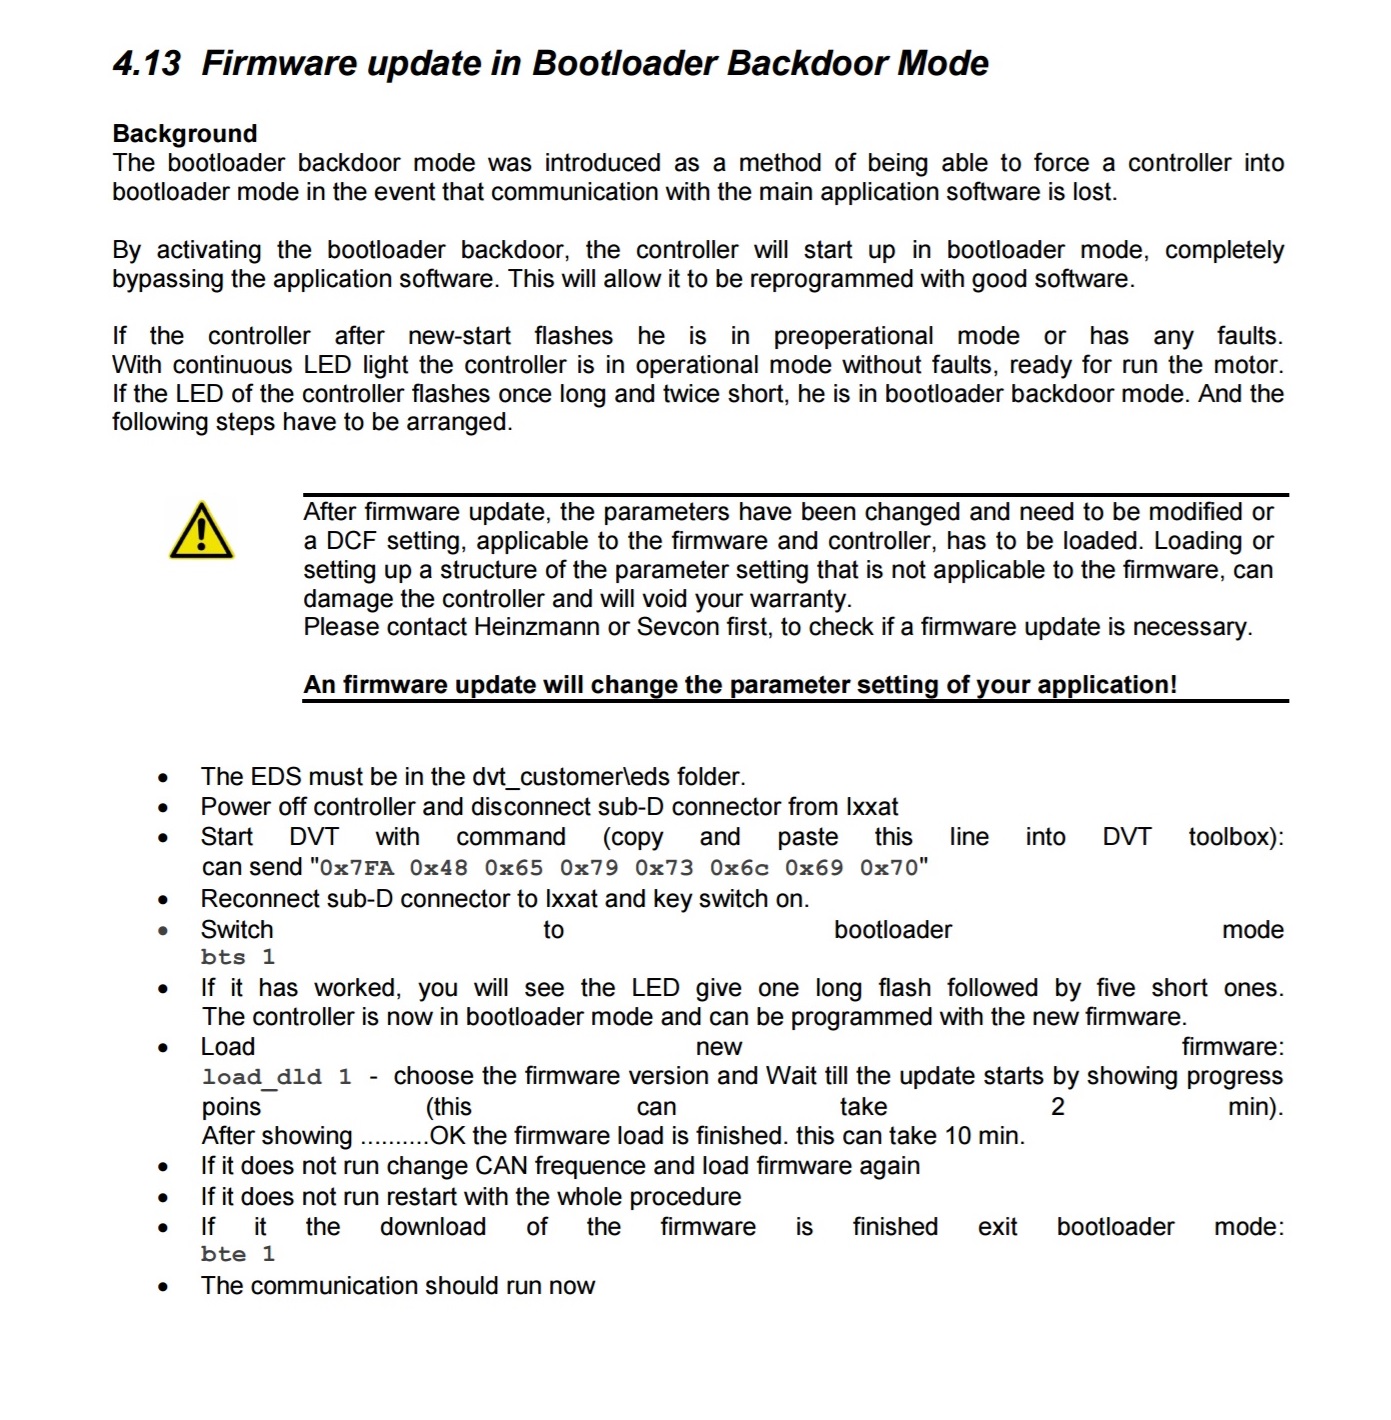 4.13 Firmware update in Bootloader Backdoor Mode
Background
The bootloader backdoor mode was introduced as a method of being able to force a controller into
bootloader mode in the event that communication with the main application software is lost.
By activating the bootloader backdoor, the controller will start up in bootloader mode, completely
bypassing the application software. This will allow it to be reprogrammed with good software.
If the controller after new-start flashes he is in preoperational mode or has any faults.
With continuous LED light the controller is in operational mode without faults, ready for run the motor.
If the LED of the controller flashes once long and twice short, he is in bootloader backdoor mode. And the
following steps have to be arranged.
After firmware update, the parameters have been changed and need to be modified or
a DCF setting, applicable to the firmware and controller, has to be loaded. Loading or
setting up a structure of the parameter setting that is not applicable to the firmware, can
damage the controller and will void your warranty.
Please contact Heinzmann or Sevcon first, to check if a firmware update is necessary.
An firmware update will change the parameter setting of your application!
• The EDS must be in the dvt_customer\eds folder.
• Power off controller and disconnect sub-D connector from Ixxat
• Start DVT with command (copy and paste this line into DVT toolbox):
can send "0x7FA 0x48 0x65 0x79 0x73 0x6c 0x69 0x70"
• Reconnect sub-D connector to Ixxat and key switch on.
• Switch to bootloader mode
bts 1
• If it has worked, you will see the LED give one long flash followed by five short ones.
The controller is now in bootloader mode and can be programmed with the new firmware.
• Load new firmware:
load_dld 1 - choose the firmware version and Wait till the update starts by showing progress
poins (this can take 2 min).
After showing ..........OK the firmware load is finished. this can take 10 min.
• If it does not run change CAN frequence and load firmware again
• If it does not run restart with the whole procedure
• If it the download of the firmware is finished exit bootloader mode:
bte 1
• The communication should run now